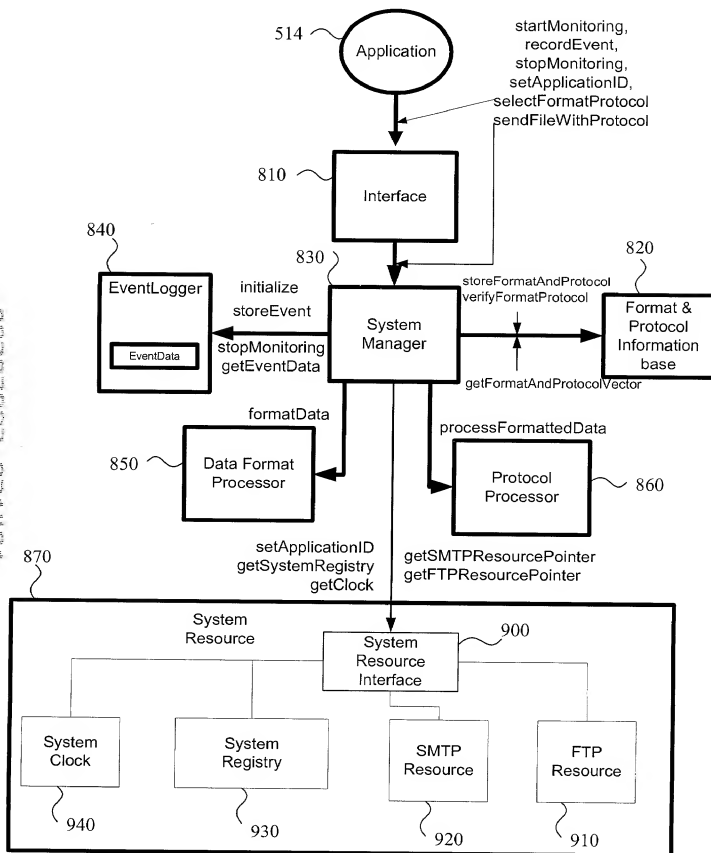 514
Application
startMonitoring,
recordEvent,
stopMonitoring,
setApplicationID,
selectFormatProtocol
sendFileWithProtocol
810
Interface
840
EventLogger
EventData
initialize
storeEvent
stopMonitoring
getEventData
830
System
Manager
storeFormatAndProtocol
verifyFormatProtocol
getFormatAndProtocolVector
820
Format &
Protocol
Information
base
formatData
850
Data Format
Processor
processFormattedData
Protocol
Processor
860
setApplicationID
getSystemRegistry
getClock
getSMTPResourcePointer
getFTPResourcePointer
870
System
Resource
System
Resource
Interface
900
System
Clock
940
System
Registry
930
SMTP
Resource
920
FTP
Resource
910